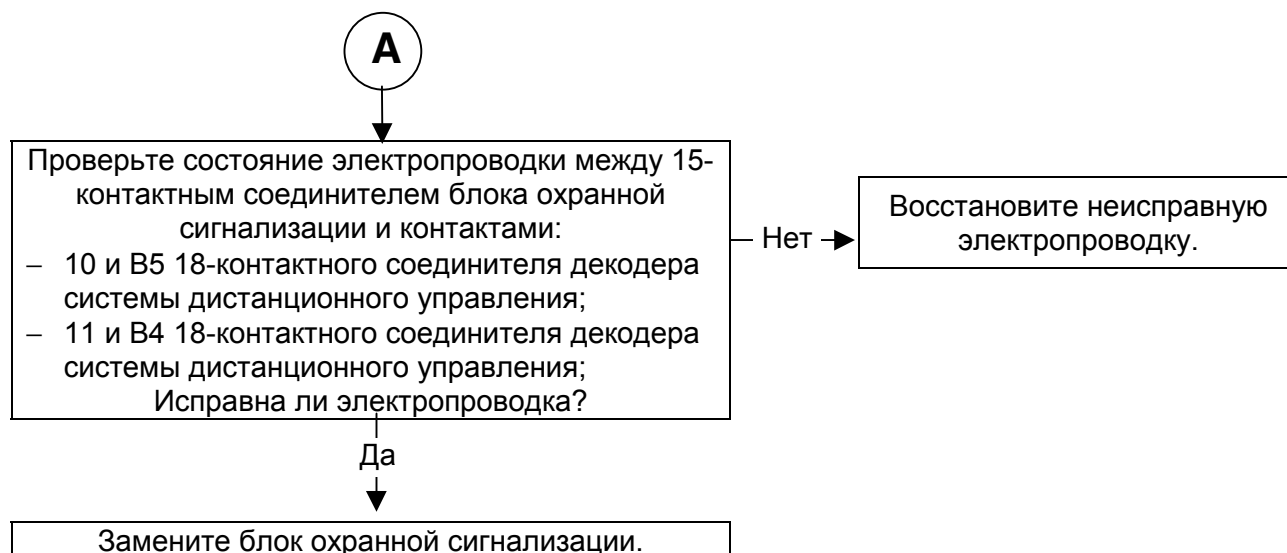 А
Проверьте состояние электропроводки между 15-
контактным соединителем блока охранной
сигнализации и контактами:
– 10 и В5 18-контактного соединителя декодера
системы дистанционного управления;
– 11 и В4 18-контактного соединителя декодера
системы дистанционного управления;
Исправна ли электропроводка?
Нет
Восстановите неисправную
электропроводку.
Да
Замените блок охранной сигнализации.